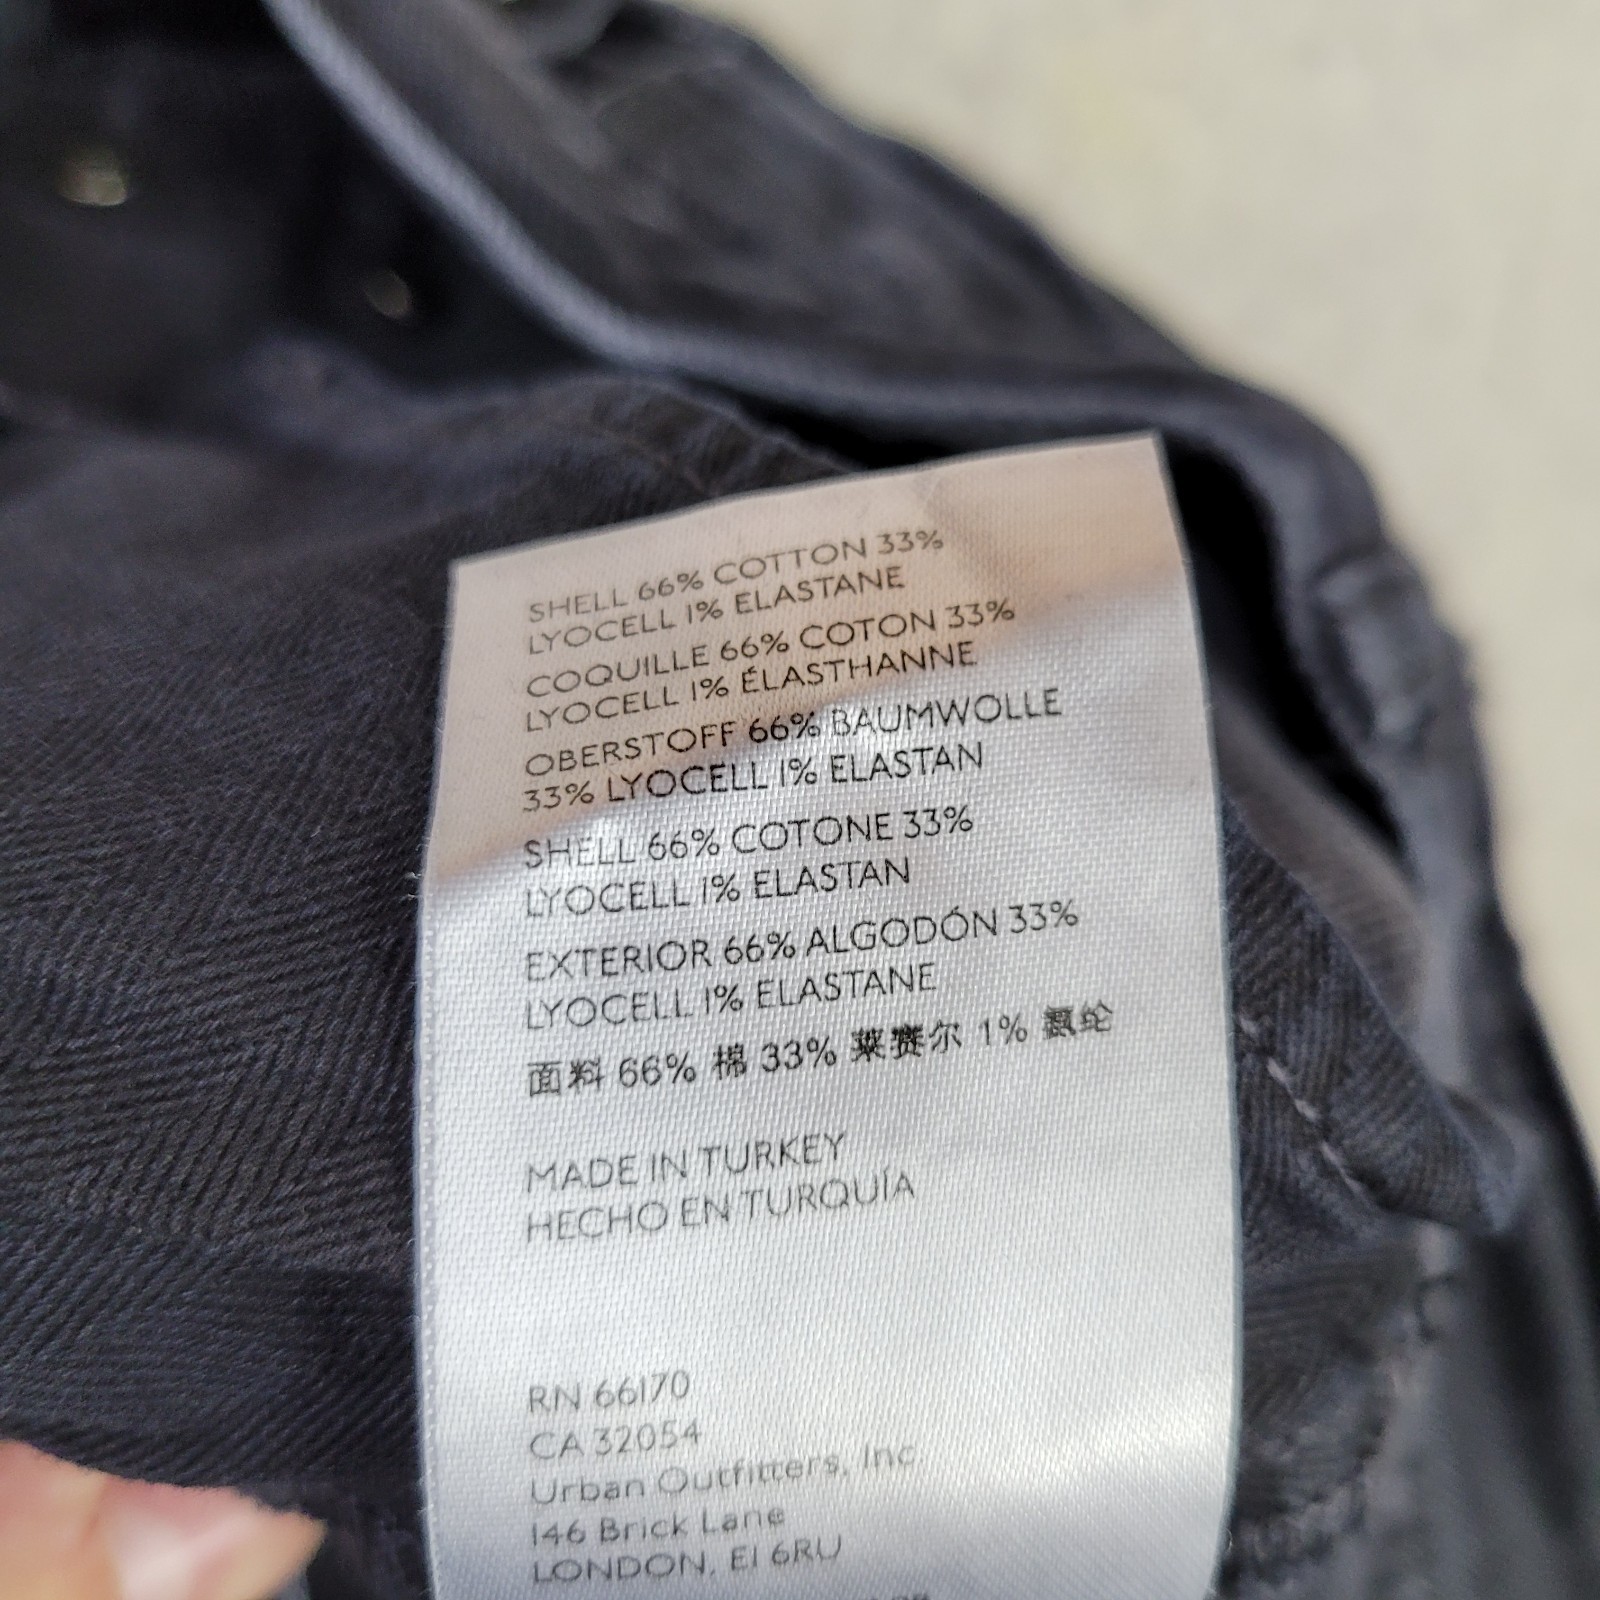 SHELL 66% COTTON 33%
LYOCELL 1% ELASTANE
COQUILLE 66% COTON 33%
LYOCELL 1% ÉLASTHANNE
OBERSTOFF 66% BAUMWOLLE
33% LYOCELL 1% ELASTAN
SHELL 66% COTONE 33%
LYOCELL 1% ELASTAN
EXTERIOR 66% ALGODÓN 33%
LYOCELL 1% ELASTANE
面料 66% 棉 33% 莱赛尔 1% 氨纶
MADE IN TURKEY
HECHO EN TURQUÍA
RN 66170
CA 32054
Urban Outfitters, Inc.
146 Brick Lane
LONDON, E1 6RU